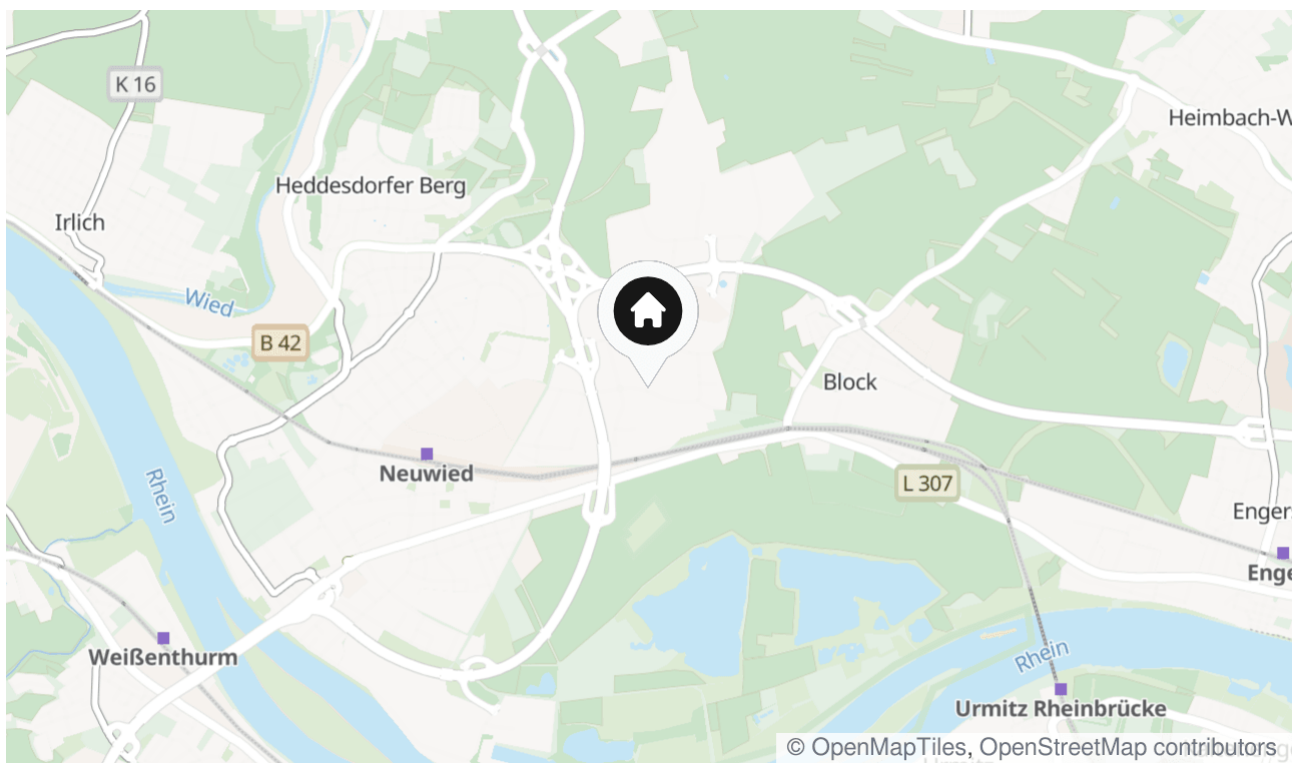 K 16
Heimbach-W
Heddesdorfer Berg
Irlich
Wied
B 42
Block
Neuwied
L 307
Rhein
Engers
Enge
Weißenthurm
Rhein
Urmitz Rheinbrücke
© OpenMapTiles, OpenStreetMap contributors